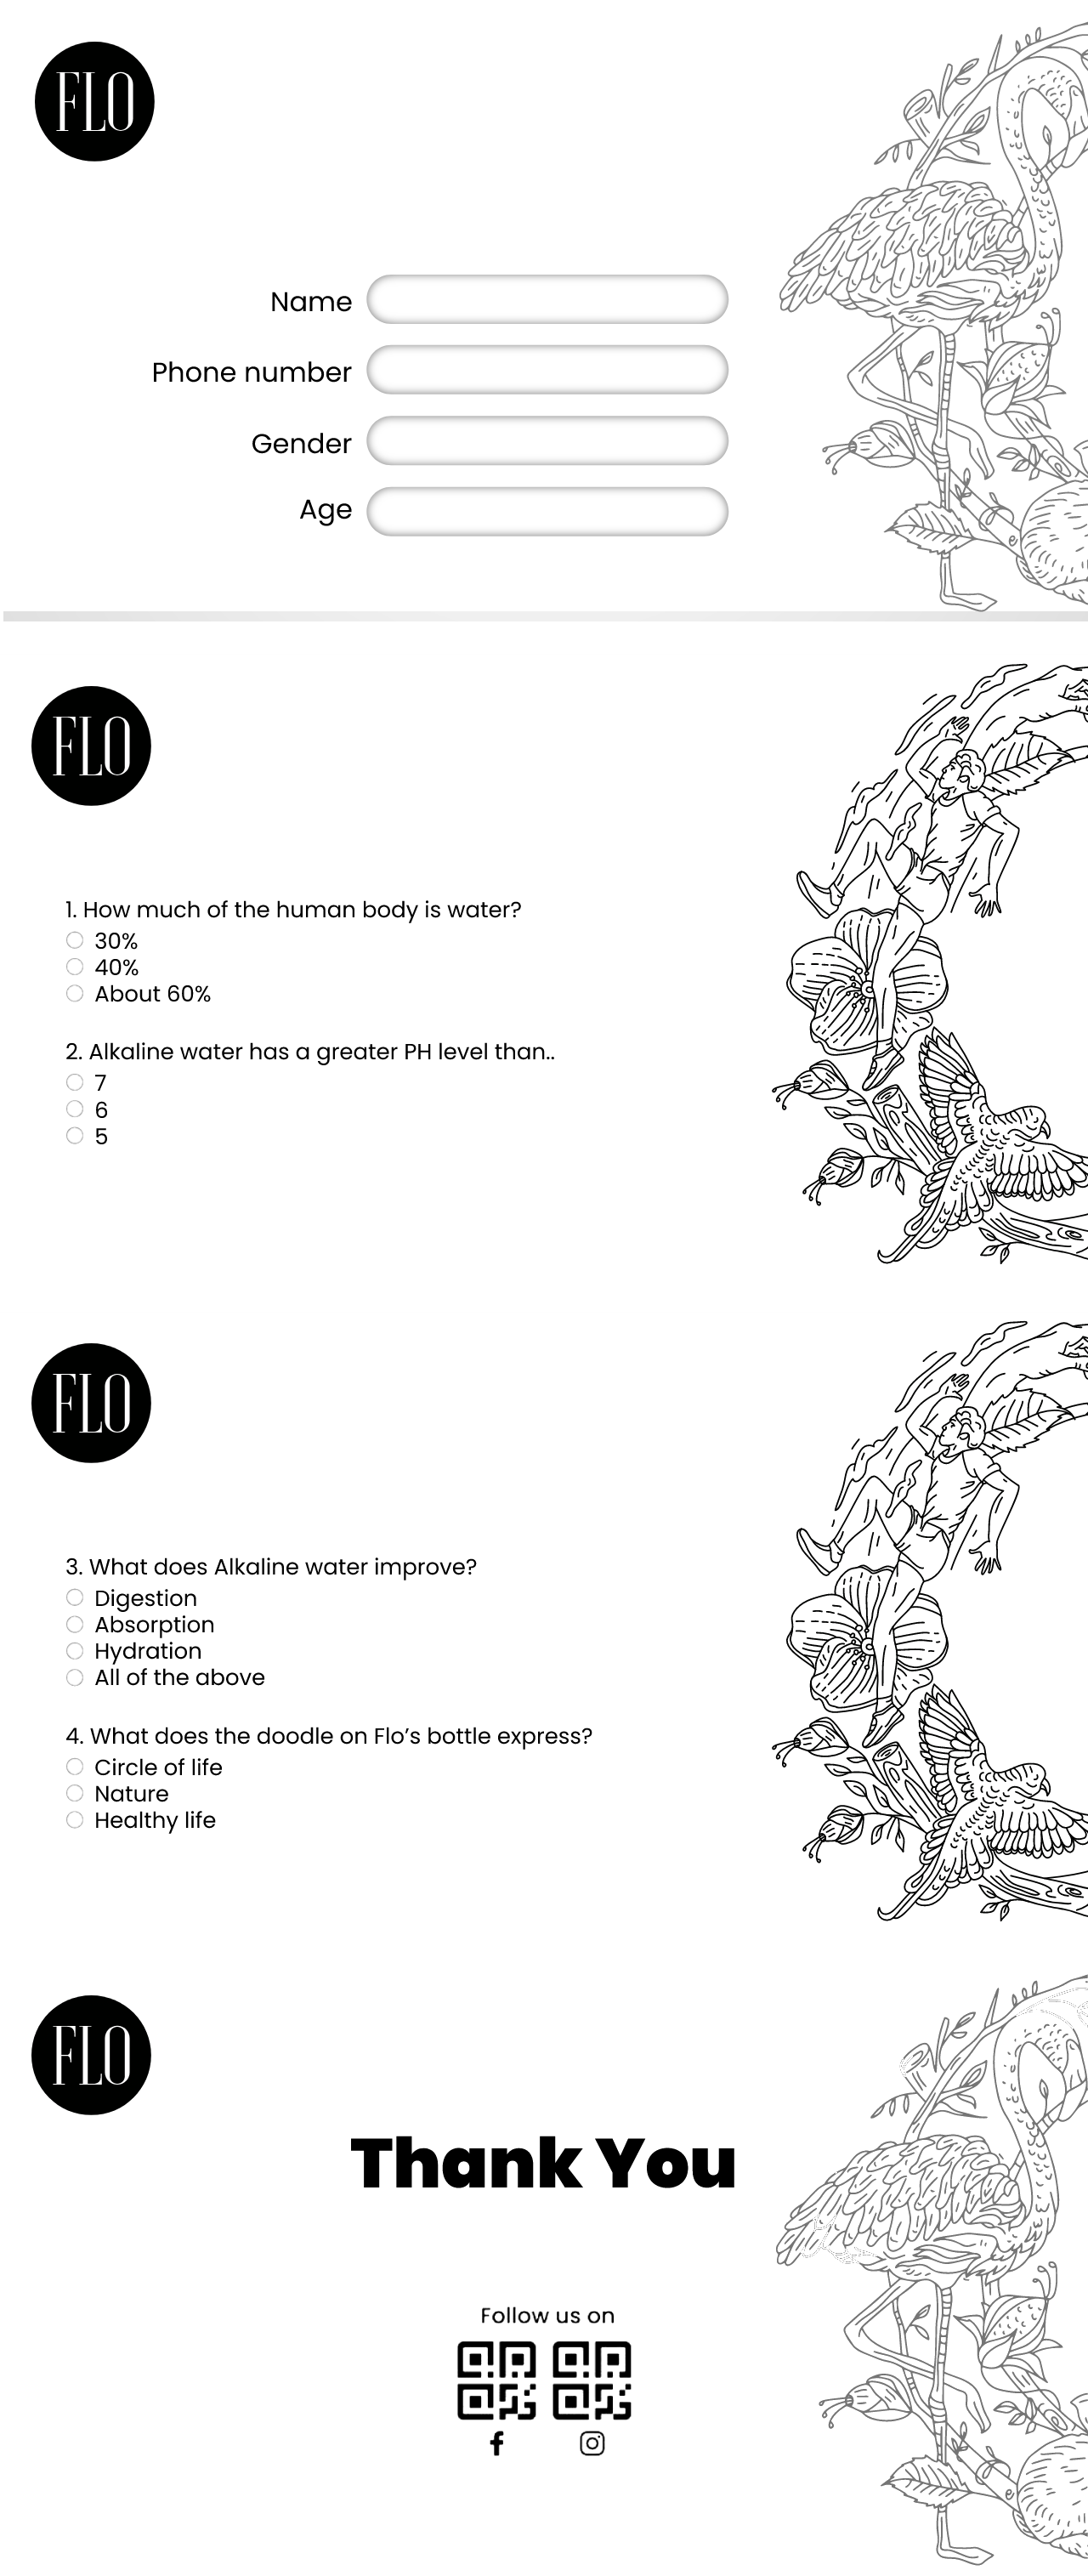 FLO
Name
Phone number
Gender
Age
FLO
1. How much of the human body is water?
30%
40%
About 60%
2. Alkaline water has a greater PH level than..
7
6
5
FLO
3. What does Alkaline water improve?
Digestion
Absorption
Hydration
All of the above
4. What does the doodle on Flo's bottle express?
Circle of life
Nature
Healthy life
FLO
Thank You
Follow us on